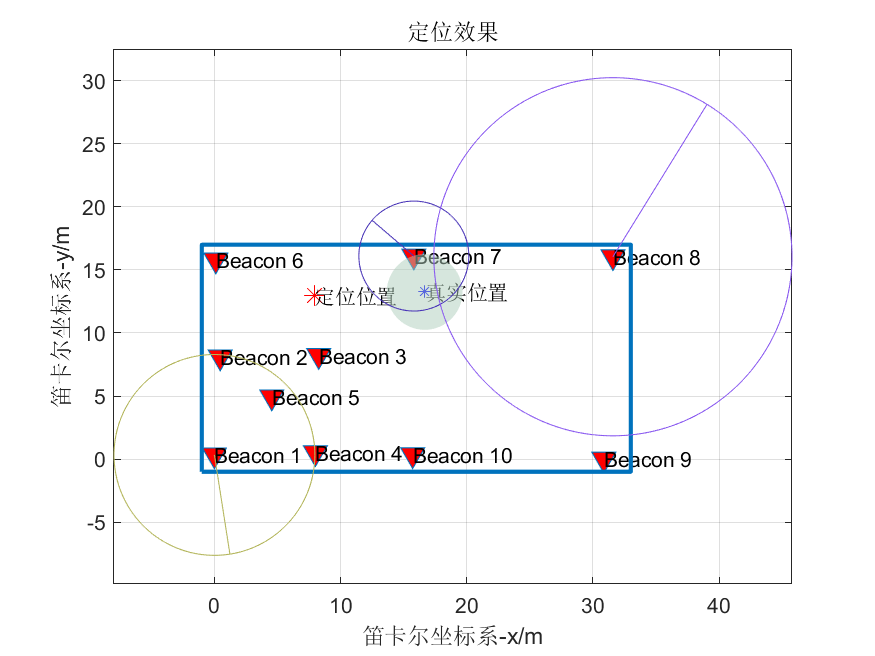 定位效果
笛卡尔坐标系-y/m
30
25
20
15
10
5
0
-5
Beacon 6
Beacon 7
Beacon 8
定位位置
真实位置
Beacon 2
Beacon 3
Beacon 5
Beacon 1
Beacon 4
Beacon 10
Beacon 9
0
10
20
30
40
笛卡尔坐标系-x/m